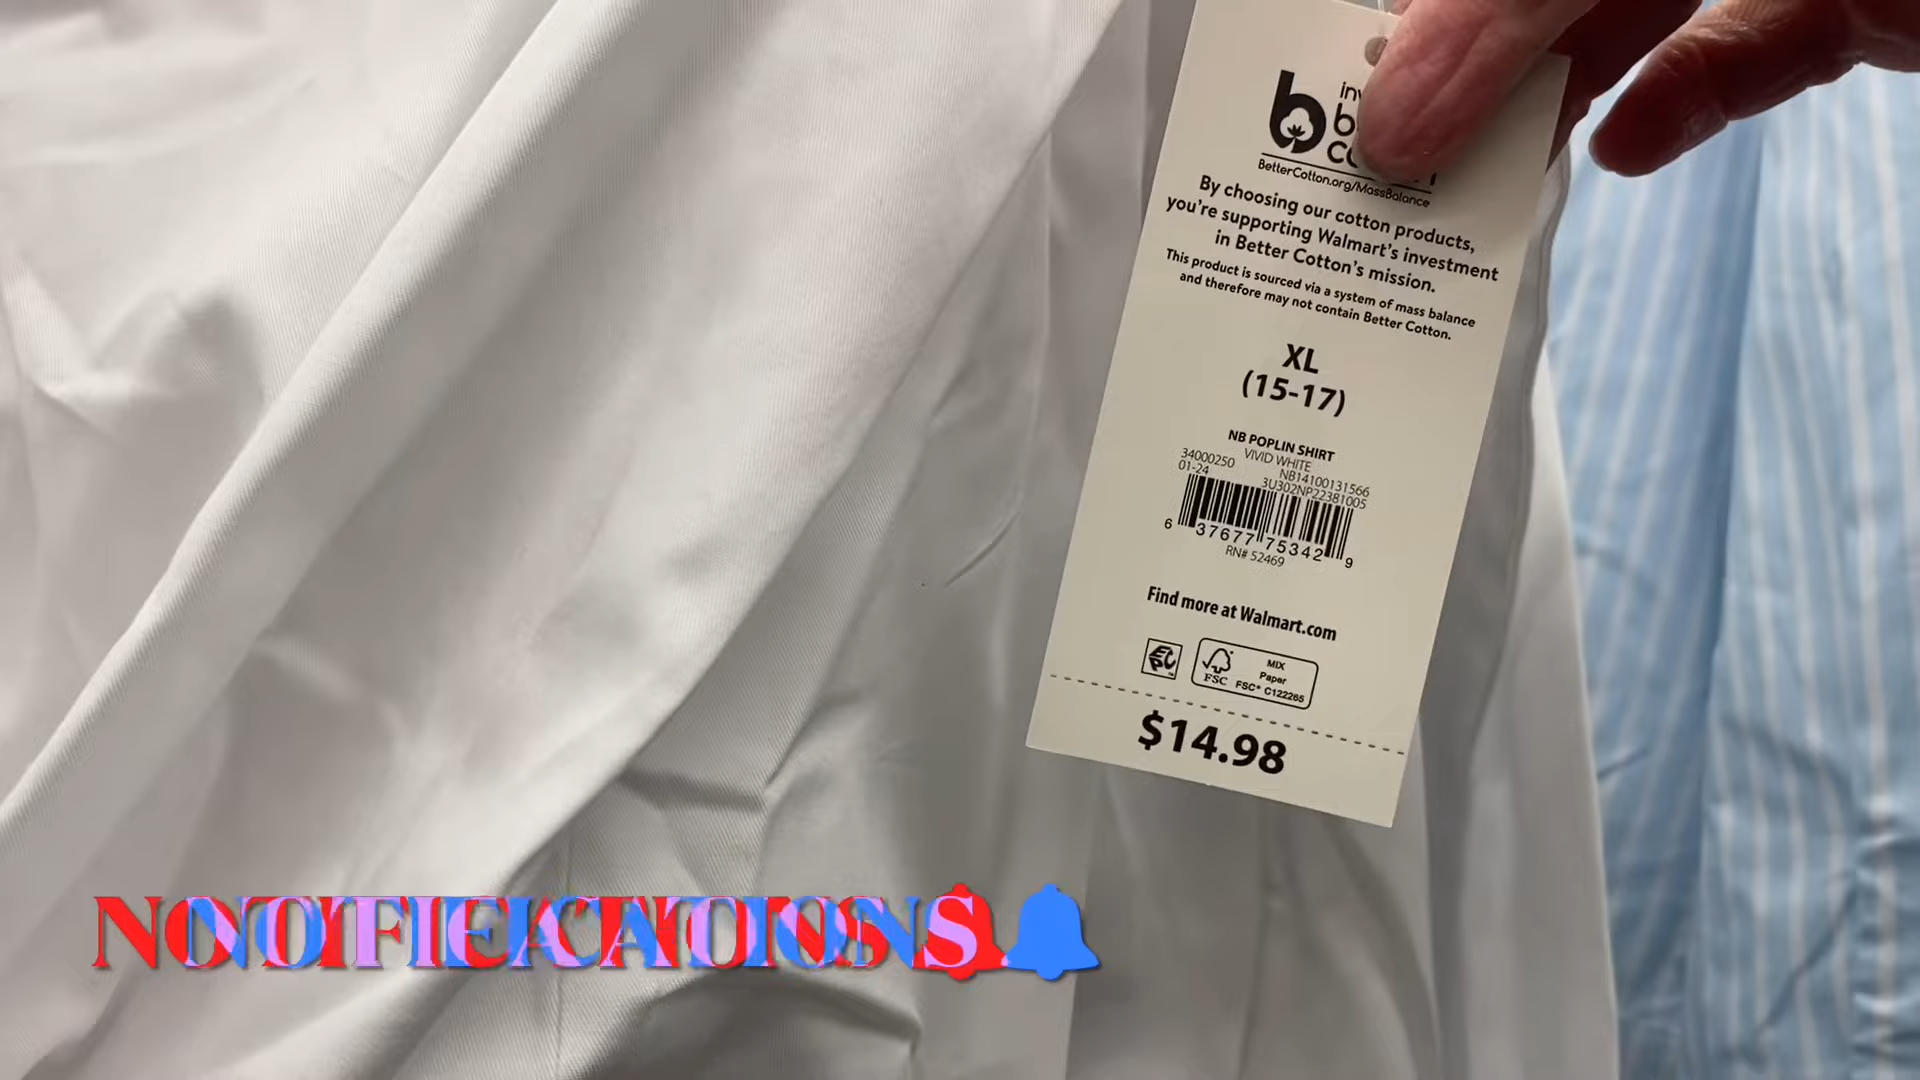 BetterCotton.org/MassBalance
By choosing our cotton products,
you're supporting Walmart's investment
in Better Cotton's mission.
This product is sourced via a system of mass balance
and therefore may not contain Better Cotton.
XL
(15-17)
NB POPLIN SHIRT
VIVID WHITE
34000250 NB14100131566
01-24 3U302NP22381005
6 37677 75342 9
RN# 52469
Find more at Walmart.com
EPC
FSC
MIX
Paper
FSC® C122265
$14.98
NOTIFICATIONS